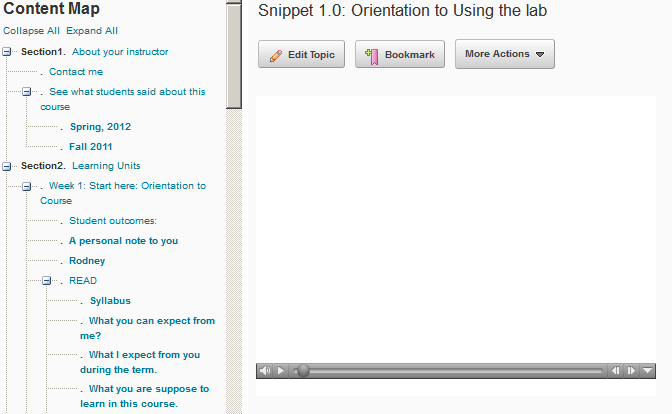 Content Map
Collapse All Expand All
Section1. About your instructor
. Contact me
. See what students said about this
course
. Spring, 2012
. Fall 2011
Section2. Learning Units
. Week 1: Start here: Orientation to
Course
. Student outcomes:
. A personal note to you
. Rodney
. READ
. Syllabus
. What you can expect from
me?
. What I expect from you
during the term.
. What you are suppose to
learn in this course.
Snippet 1.0: Orientation to Using the lab
Edit Topic Bookmark More Actions